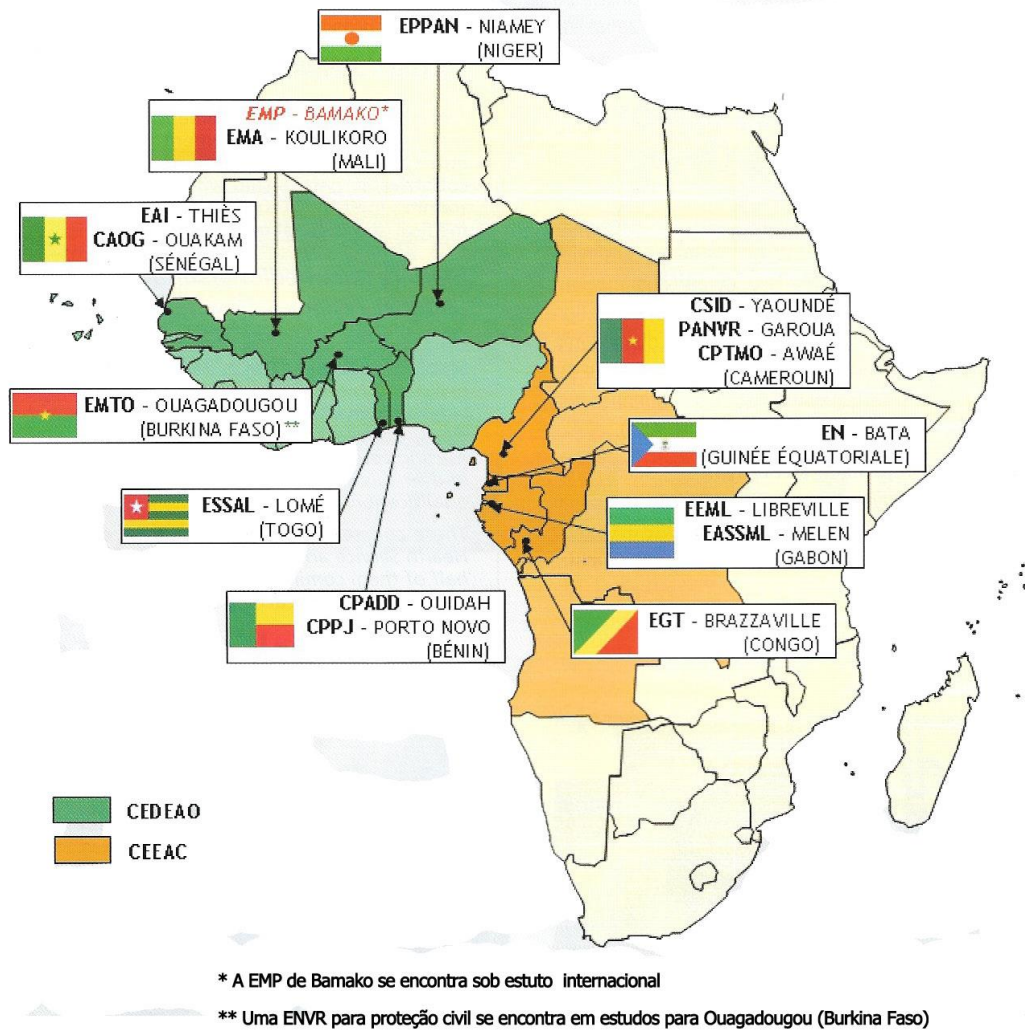 EPPAN - NIAMEY
(NIGER)
EMP - BAMAKO*
EMA - KOULIKORO
(MALI)
EAI - THIÈS
CAOG - OUAKAM
(SÉNÉGAL)
CSID - YAOUNDÉ
PANVR - GAROUA
CPTMO - AWAÉ
(CAMEROUN)
EMTO - OUAGADOUGOU
(BURKINA FASO)**
EN - BATA
(GUINÉE ÉQUATORIALE)
ESSAL - LOMÉ
(TOGO)
EEML - LIBREVILLE
EASSML - MELEN
(GABON)
CPADD - OUIDAH
CPPJ - PORTO NOVO
(BÉNIN)
EGT - BRAZZAVILLE
(CONGO)
CEDEAO
CEEAC
* A EMP de Bamako se encontra sob estuto internacional
** Uma ENVR para proteção civil se encontra em estudos para Ouagadougou (Burkina Faso)